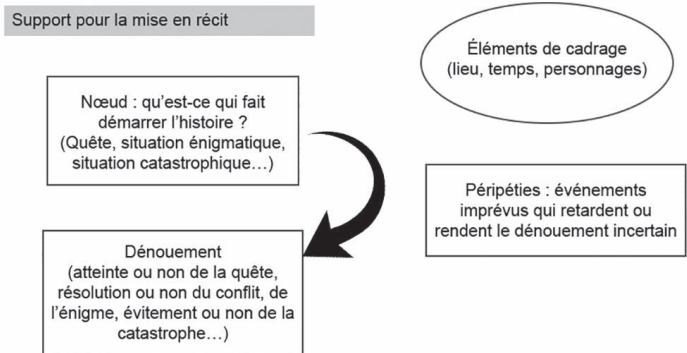 Support pour la mise en récit
Éléments de cadrage
(lieu, temps, personnages)
Nœud : qu’est-ce qui fait
démarrer l’histoire ?
(Quête, situation énigmatique,
situation catastrophique…)
Péripéties : événements
imprévus qui retardent ou
rendent le dénouement incertain
Dénouement
(atteinte ou non de la quête,
résolution ou non du conflit, de
l’énigme, évitement ou non de la
catastrophe…)